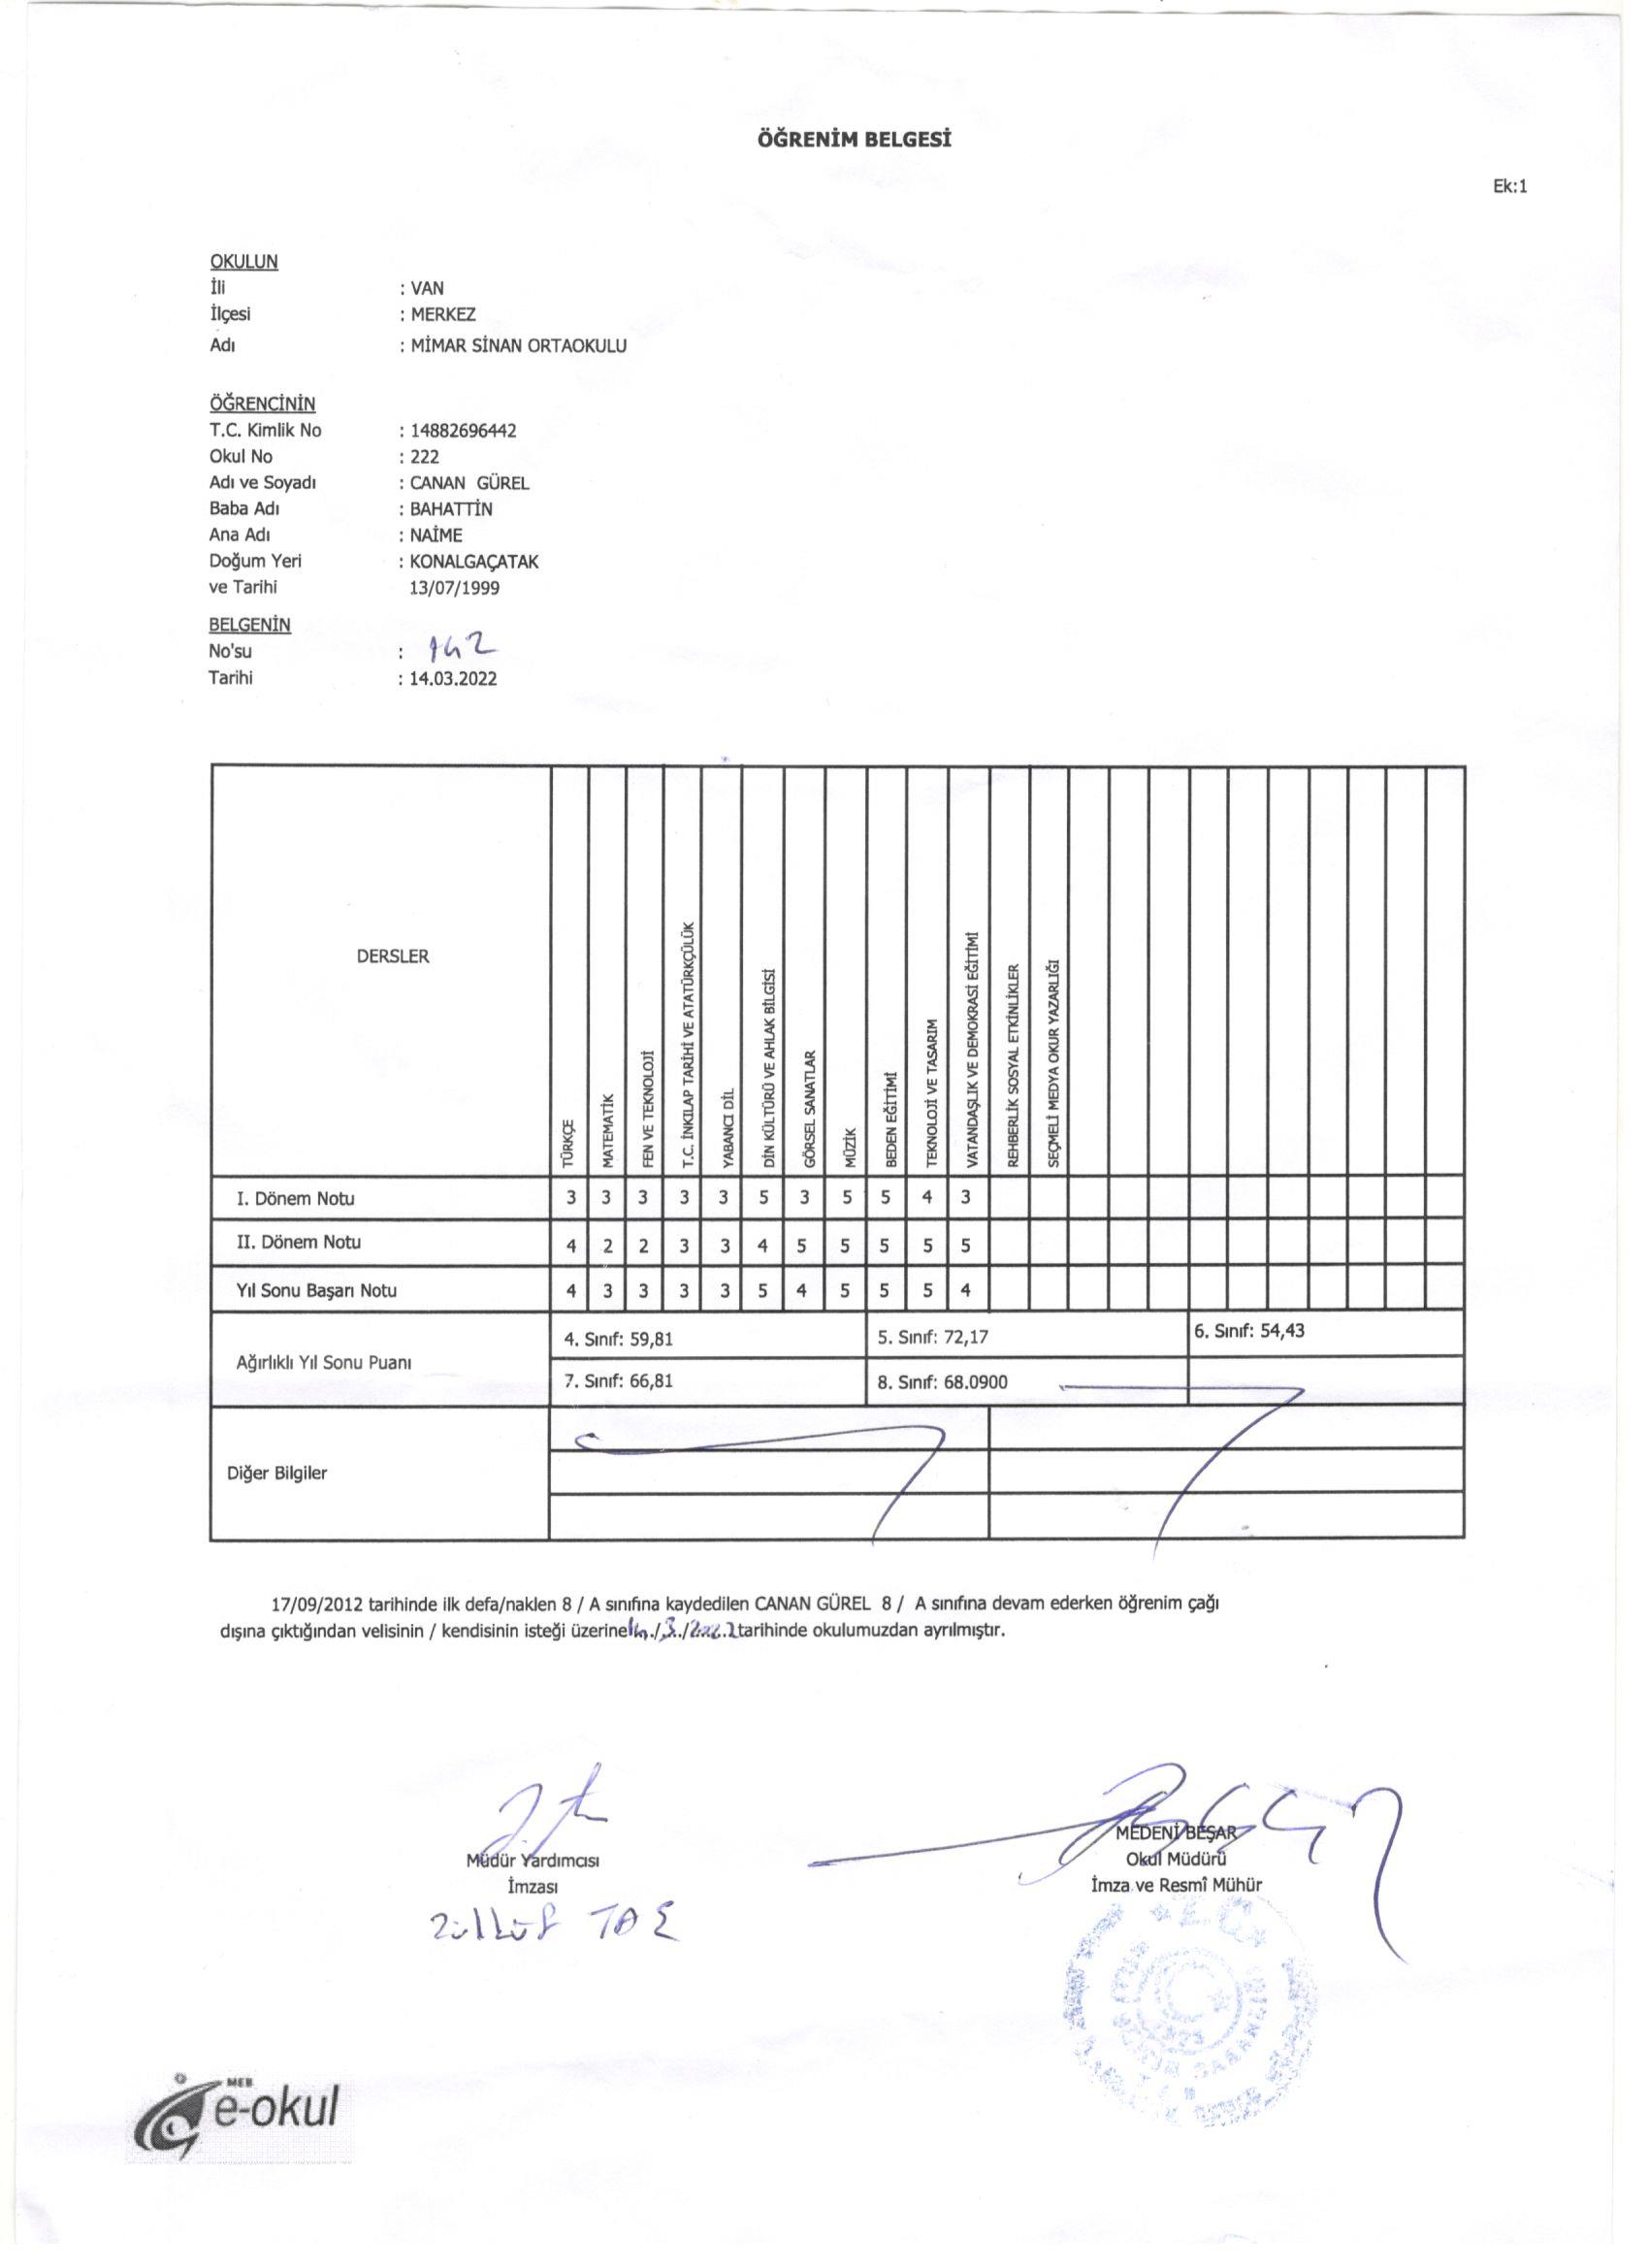 ÖĞRENİM BELGESİ
Ek:1
OKULUN
İli : VAN
İlçesi : MERKEZ
Adı : MİMAR SİNAN ORTAOKULU
ÖĞRENCİNİN
T.C. Kimlik No : 14882696442
Okul No : 222
Adı ve Soyadı : CANAN GÜREL
Baba Adı : BAHATTİN
Ana Adı : NAİME
Doğum Yeri : KONALGAÇATAK
ve Tarihi 13/07/1999
BELGENİN
No'su : 142
Tarihi : 14.03.2022
DERSLER
TÜRKÇE
MATEMATİK
FEN VE TEKNOLOJİ
T.C. İNKILAP TARİHİ VE ATATÜRKÇÜLÜK
YABANCI DİL
DİN KÜLTÜRÜ VE AHLAK BİLGİSİ
GÖRSEL SANATLAR
MÜZİK
BEDEN EĞİTİMİ
TEKNOLOJİ VE TASARIM
VATANDAŞLIK VE DEMOKRASİ EĞİTİMİ
REHBERLİK SOSYAL ETKİNLİKLER
SEÇMELİ MEDYA OKUR YAZARLIĞI
I. Dönem Notu 3 3 3 3 3 5 3 5 5 4 3
II. Dönem Notu 4 2 2 3 3 4 5 5 5 5 5
Yıl Sonu Başarı Notu 4 3 3 3 3 5 4 5 5 5 4
Ağırlıklı Yıl Sonu Puanı
4. Sınıf: 59,81 5. Sınıf: 72,17 6. Sınıf: 54,43
7. Sınıf: 66,81 8. Sınıf: 68.0900
Diğer Bilgiler
17/09/2012 tarihinde ilk defa/naklen 8 / A sınıfına kaydedilen CANAN GÜREL 8 / A sınıfına devam ederken öğrenim çağı
dışına çıktığından velisinin / kendisinin isteği üzerine 14./.3./2022 tarihinde okulumuzdan ayrılmıştır.
Müdür Yardımcısı
İmzası
MEDENİ BEŞAR
Okul Müdürü
İmza ve Resmî Mühür
MEB
e-okul